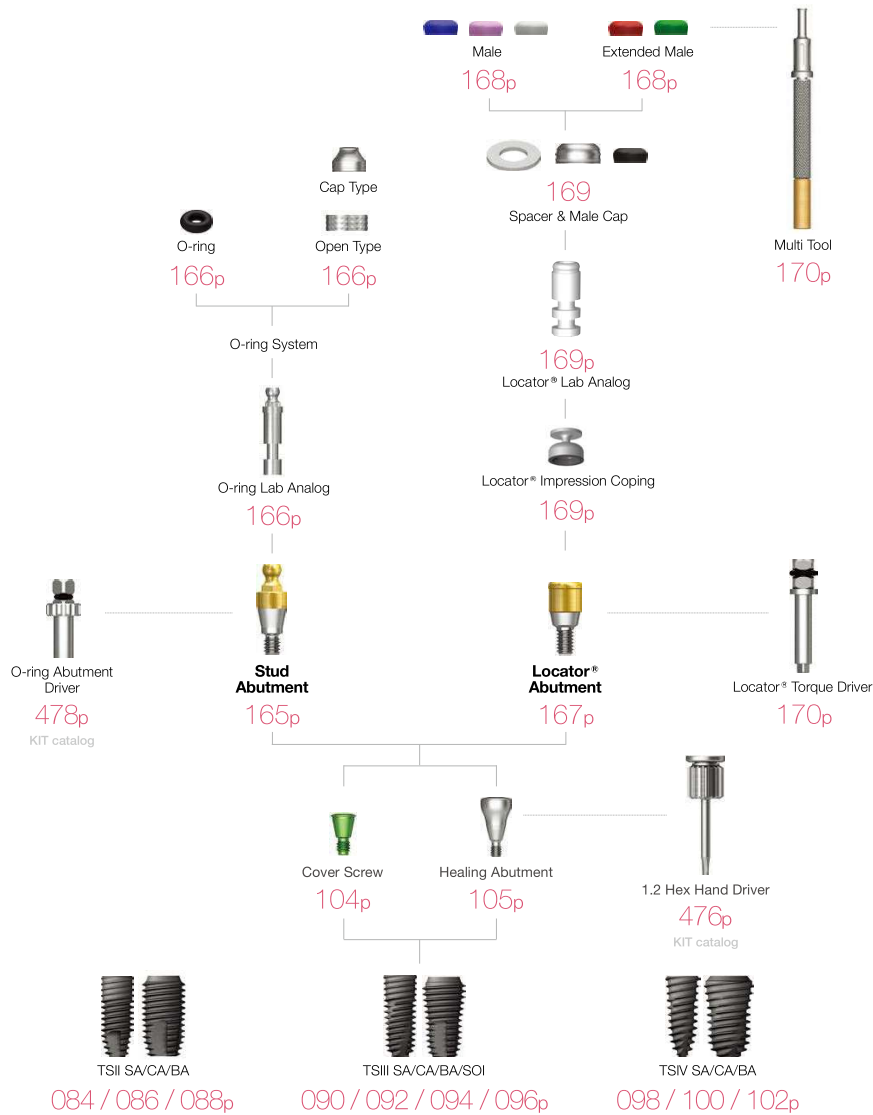 Male
168p
Extended Male
168p
Cap Type
169
Spacer & Male Cap
O-ring
166p
Open Type
166p
Multi Tool
170p
O-ring System
169p
Locator® Lab Analog
O-ring Lab Analog
166p
Locator® Impression Coping
169p
O-ring Abutment
Driver
478p
KIT catalog
Stud
Abutment
165p
Locator®
Abutment
167p
Locator® Torque Driver
170p
Cover Screw
104p
Healing Abutment
105p
1.2 Hex Hand Driver
476p
KIT catalog
TSII SA/CA/BA
084 / 086 / 088p
TSIII SA/CA/BA/SOI
090 / 092 / 094 / 096p
TSIV SA/CA/BA
098 / 100 / 102p